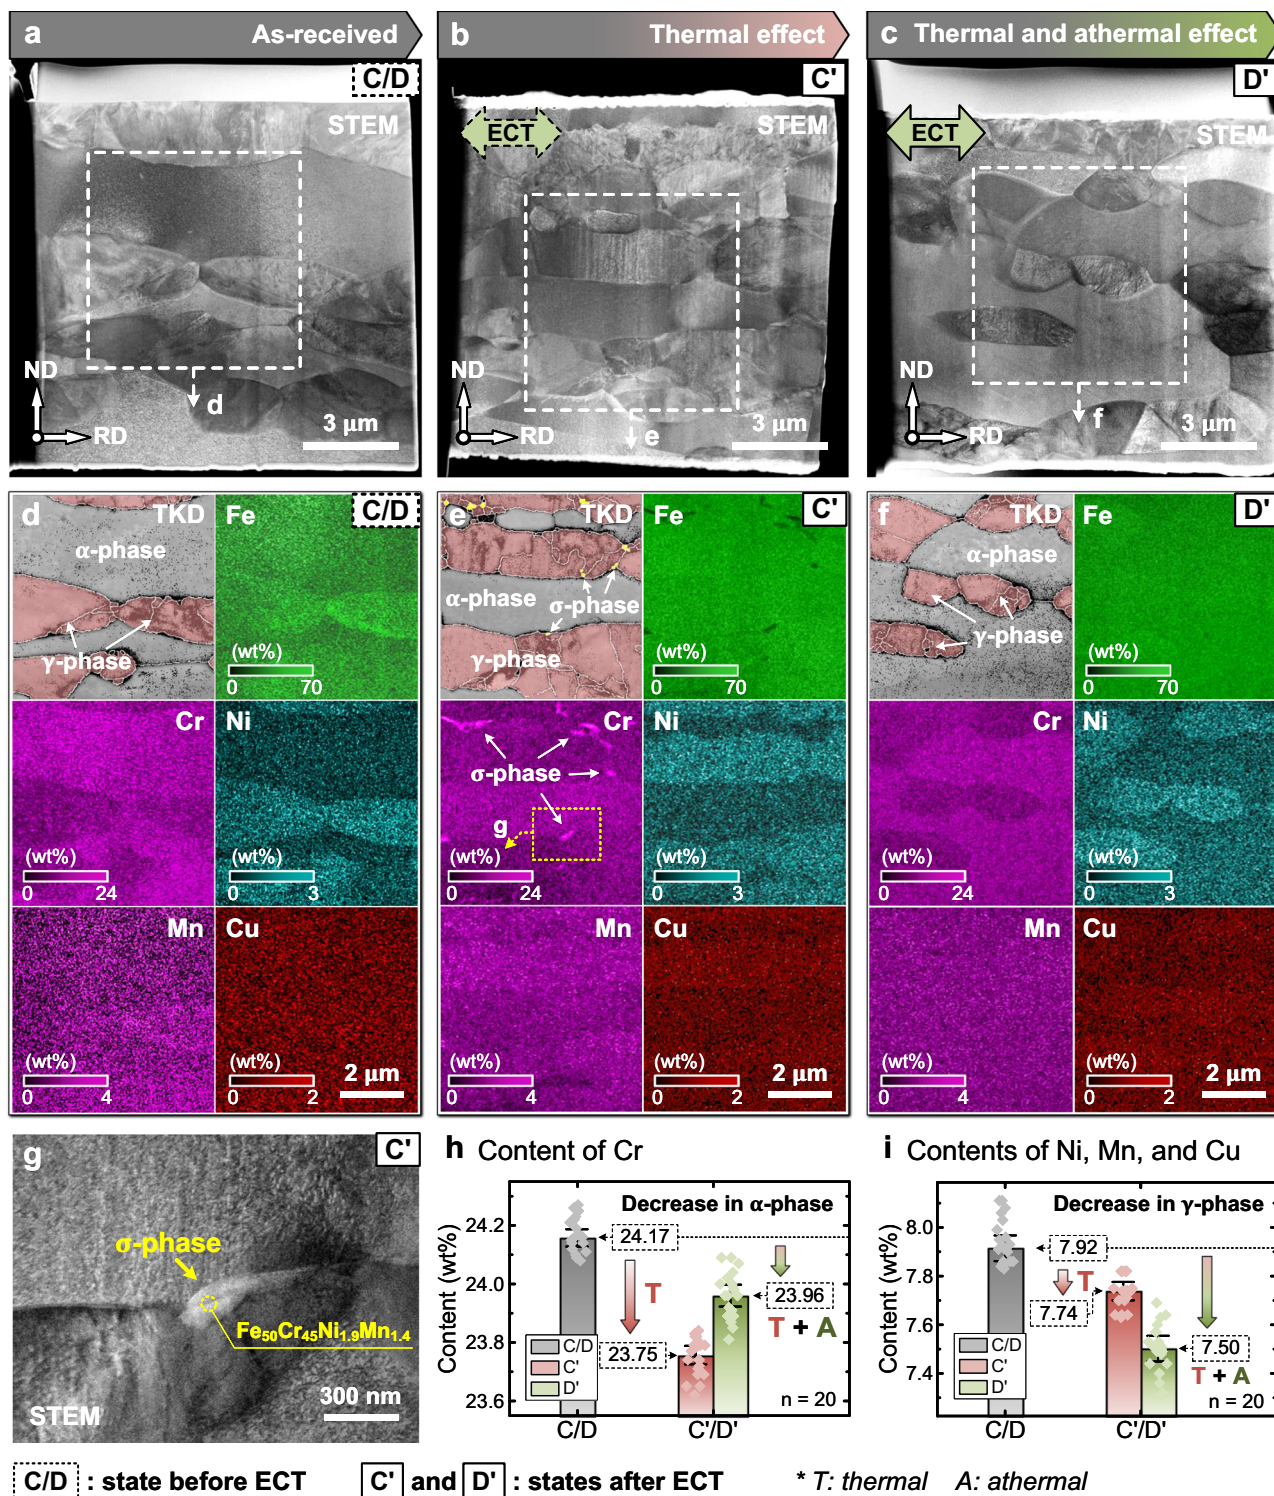 a As-received
C/D
STEM
ND
RD
d
3 μm
b Thermal effect
C'
ECT
STEM
ND
RD
e
3 μm
c Thermal and athermal effect
D'
ECT
STEM
ND
RD
f
3 μm
d TKD
α-phase
γ-phase
Fe
C/D
(wt%)
0 70
Cr
(wt%)
0 24
Ni
(wt%)
0 3
Mn
(wt%)
0 4
Cu
(wt%)
0 2
2 μm
e TKD
α-phase
σ-phase
γ-phase
Fe
C'
(wt%)
0 70
Cr
σ-phase
g
(wt%)
0 24
Ni
(wt%)
0 3
Mn
(wt%)
0 4
Cu
(wt%)
0 2
2 μm
f TKD
α-phase
γ-phase
Fe
D'
(wt%)
0 70
Cr
(wt%)
0 24
Ni
(wt%)
0 3
Mn
(wt%)
0 4
Cu
(wt%)
0 2
2 μm
g
C'
σ-phase
Fe50Cr45Ni1.9Mn1.4
300 nm
STEM
h Content of Cr
Decrease in α-phase
Content (wt%)
24.2
24.0
23.8
23.6
24.17
T
23.96
T + A
23.75
C/D
C'
D'
n = 20
C/D C'/D'
i Contents of Ni, Mn, and Cu
Decrease in γ-phase
Content (wt%)
8.0
7.8
7.6
7.4
7.92
T
7.74
7.50
T + A
C/D
C'
D'
n = 20
C/D C'/D'
C/D : state before ECT C' and D' : states after ECT * T: thermal A: athermal